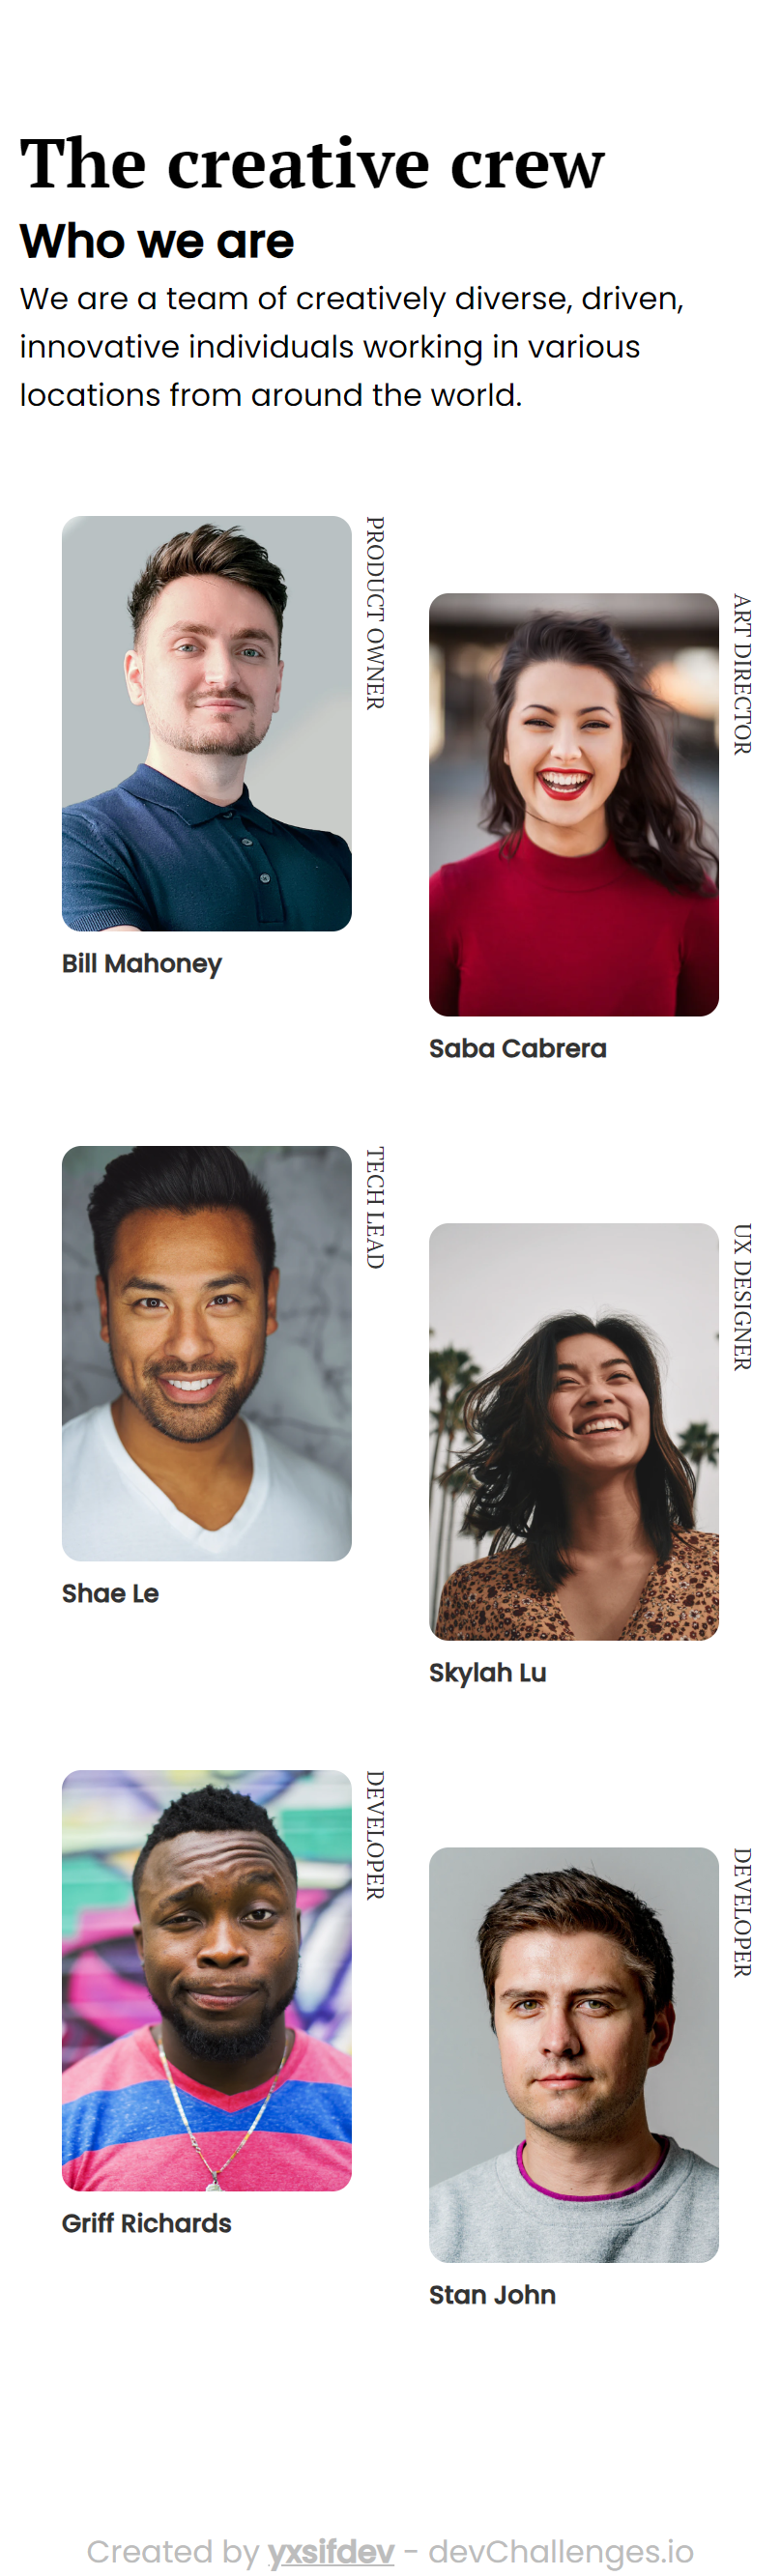 The creative crew
Who we are
We are a team of creatively diverse, driven,
innovative individuals working in various
locations from around the world.
PRODUCT OWNER
Bill Mahoney
ART DIRECTOR
Saba Cabrera
TECH LEAD
Shae Le
UX DESIGNER
Skylah Lu
DEVELOPER
Griff Richards
DEVELOPER
Stan John
Created by yxsifdev - devChallenges.io